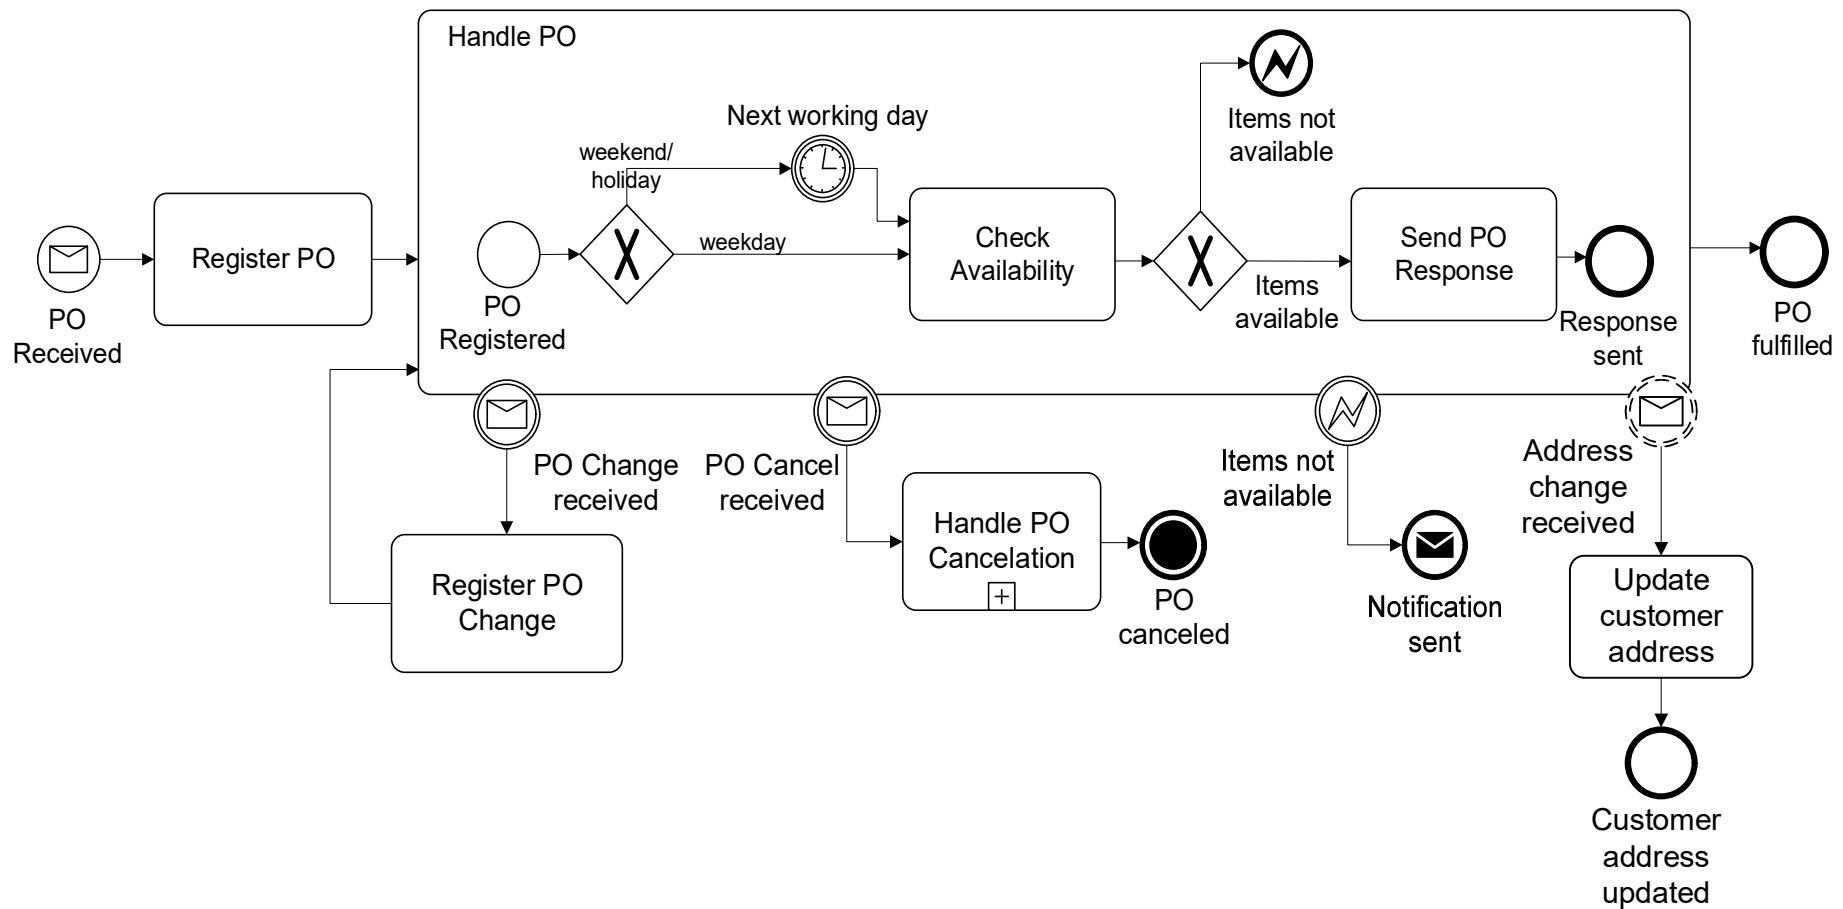 Handle PO
Next working day
Items not
available
weekend/
holiday
Register PO
weekday
Check
Availability
Send PO
Response
PO
Received
PO
Registered
Items
available
Response
sent
PO
fulfilled
PO Change
received
PO Cancel
received
Items not
available
Address
change
received
Register PO
Change
Handle PO
Cancelation
PO
canceled
Notification
sent
Update
customer
address
Customer
address
updated